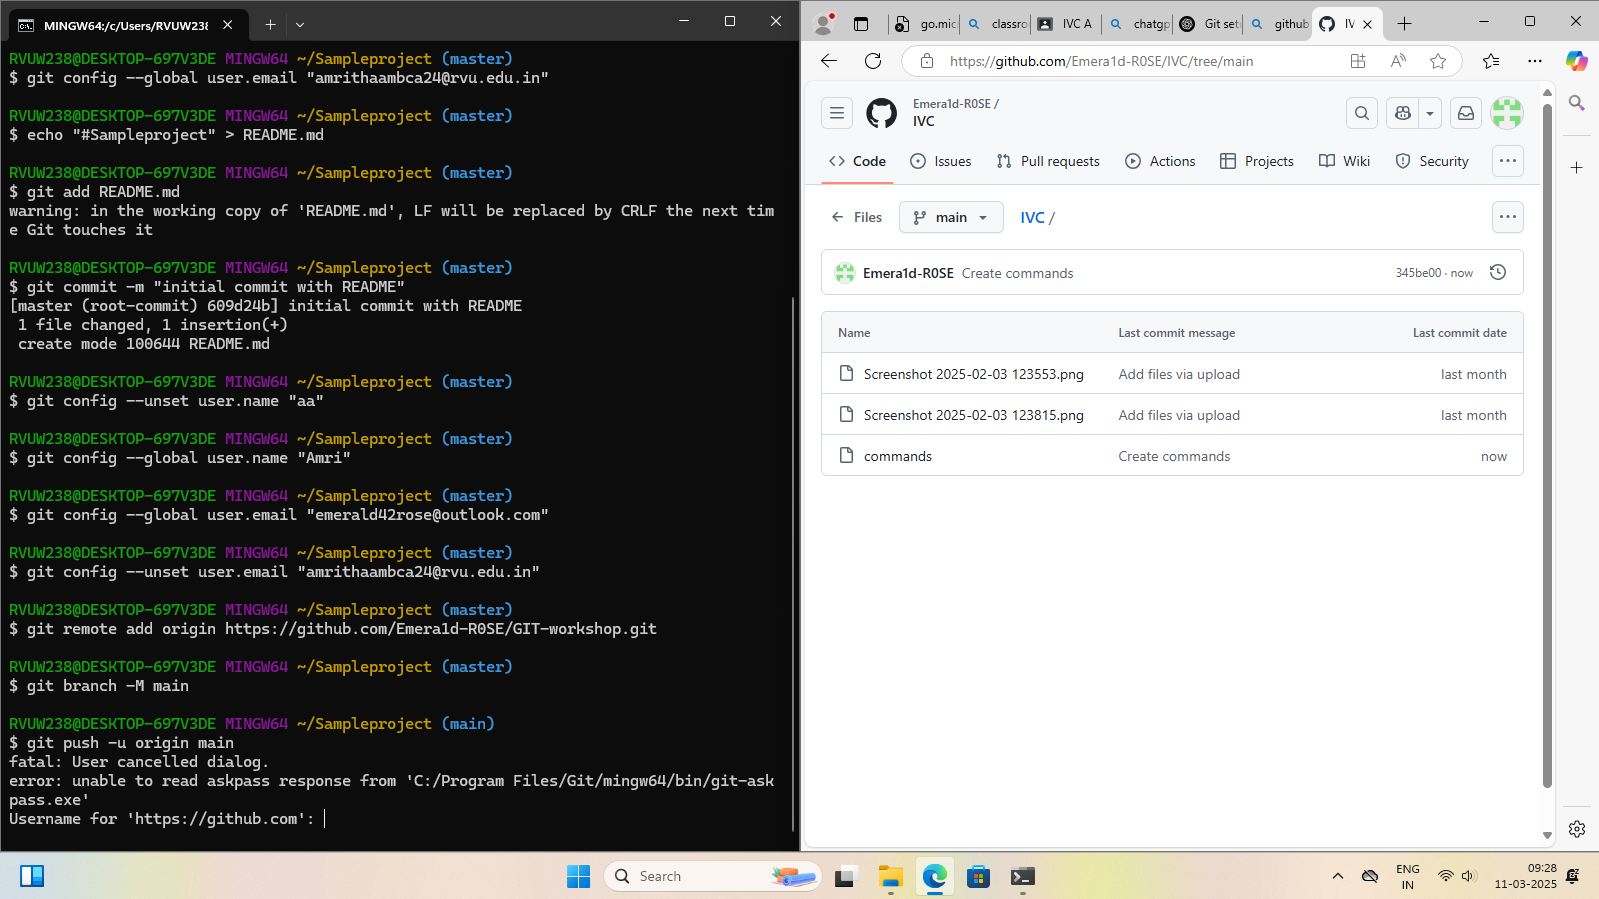 MINGW64:/c/Users/RVUW238
RVUW238@DESKTOP-697V3DE MINGW64 ~/Sampleproject (master)
$ git config --global user.email "amrithaambca24@rvu.edu.in"
RVUW238@DESKTOP-697V3DE MINGW64 ~/Sampleproject (master)
$ echo "#Sampleproject" > README.md
RVUW238@DESKTOP-697V3DE MINGW64 ~/Sampleproject (master)
$ git add README.md
warning: in the working copy of 'README.md', LF will be replaced by CRLF the next tim
e Git touches it
RVUW238@DESKTOP-697V3DE MINGW64 ~/Sampleproject (master)
$ git commit -m "initial commit with README"
[master (root-commit) 609d24b] initial commit with README
1 file changed, 1 insertion(+)
create mode 100644 README.md
RVUW238@DESKTOP-697V3DE MINGW64 ~/Sampleproject (master)
$ git config --unset user.name "aa"
RVUW238@DESKTOP-697V3DE MINGW64 ~/Sampleproject (master)
$ git config --global user.name "Amri"
RVUW238@DESKTOP-697V3DE MINGW64 ~/Sampleproject (master)
$ git config --global user.email "emerald42rose@outlook.com"
RVUW238@DESKTOP-697V3DE MINGW64 ~/Sampleproject (master)
$ git config --unset user.email "amrithaambca24@rvu.edu.in"
RVUW238@DESKTOP-697V3DE MINGW64 ~/Sampleproject (master)
$ git remote add origin https://github.com/Emera1d-R0SE/GIT-workshop.git
RVUW238@DESKTOP-697V3DE MINGW64 ~/Sampleproject (master)
$ git branch -M main
RVUW238@DESKTOP-697V3DE MINGW64 ~/Sampleproject (main)
$ git push -u origin main
fatal: User cancelled dialog.
error: unable to read askpass response from 'C:/Program Files/Git/mingw64/bin/git-ask
pass.exe'
Username for 'https://github.com':
go.mic classro IVC A chatgp Git set github IV
https://github.com/Emera1d-R0SE/IVC/tree/main
Emera1d-R0SE /
IVC
Code Issues Pull requests Actions Projects Wiki Security
Files main IVC /
Emera1d-R0SE Create commands 345be00 · now
Name Last commit message Last commit date
Screenshot 2025-02-03 123553.png Add files via upload last month
Screenshot 2025-02-03 123815.png Add files via upload last month
commands Create commands now
Search
ENG
IN
09:28
11-03-2025